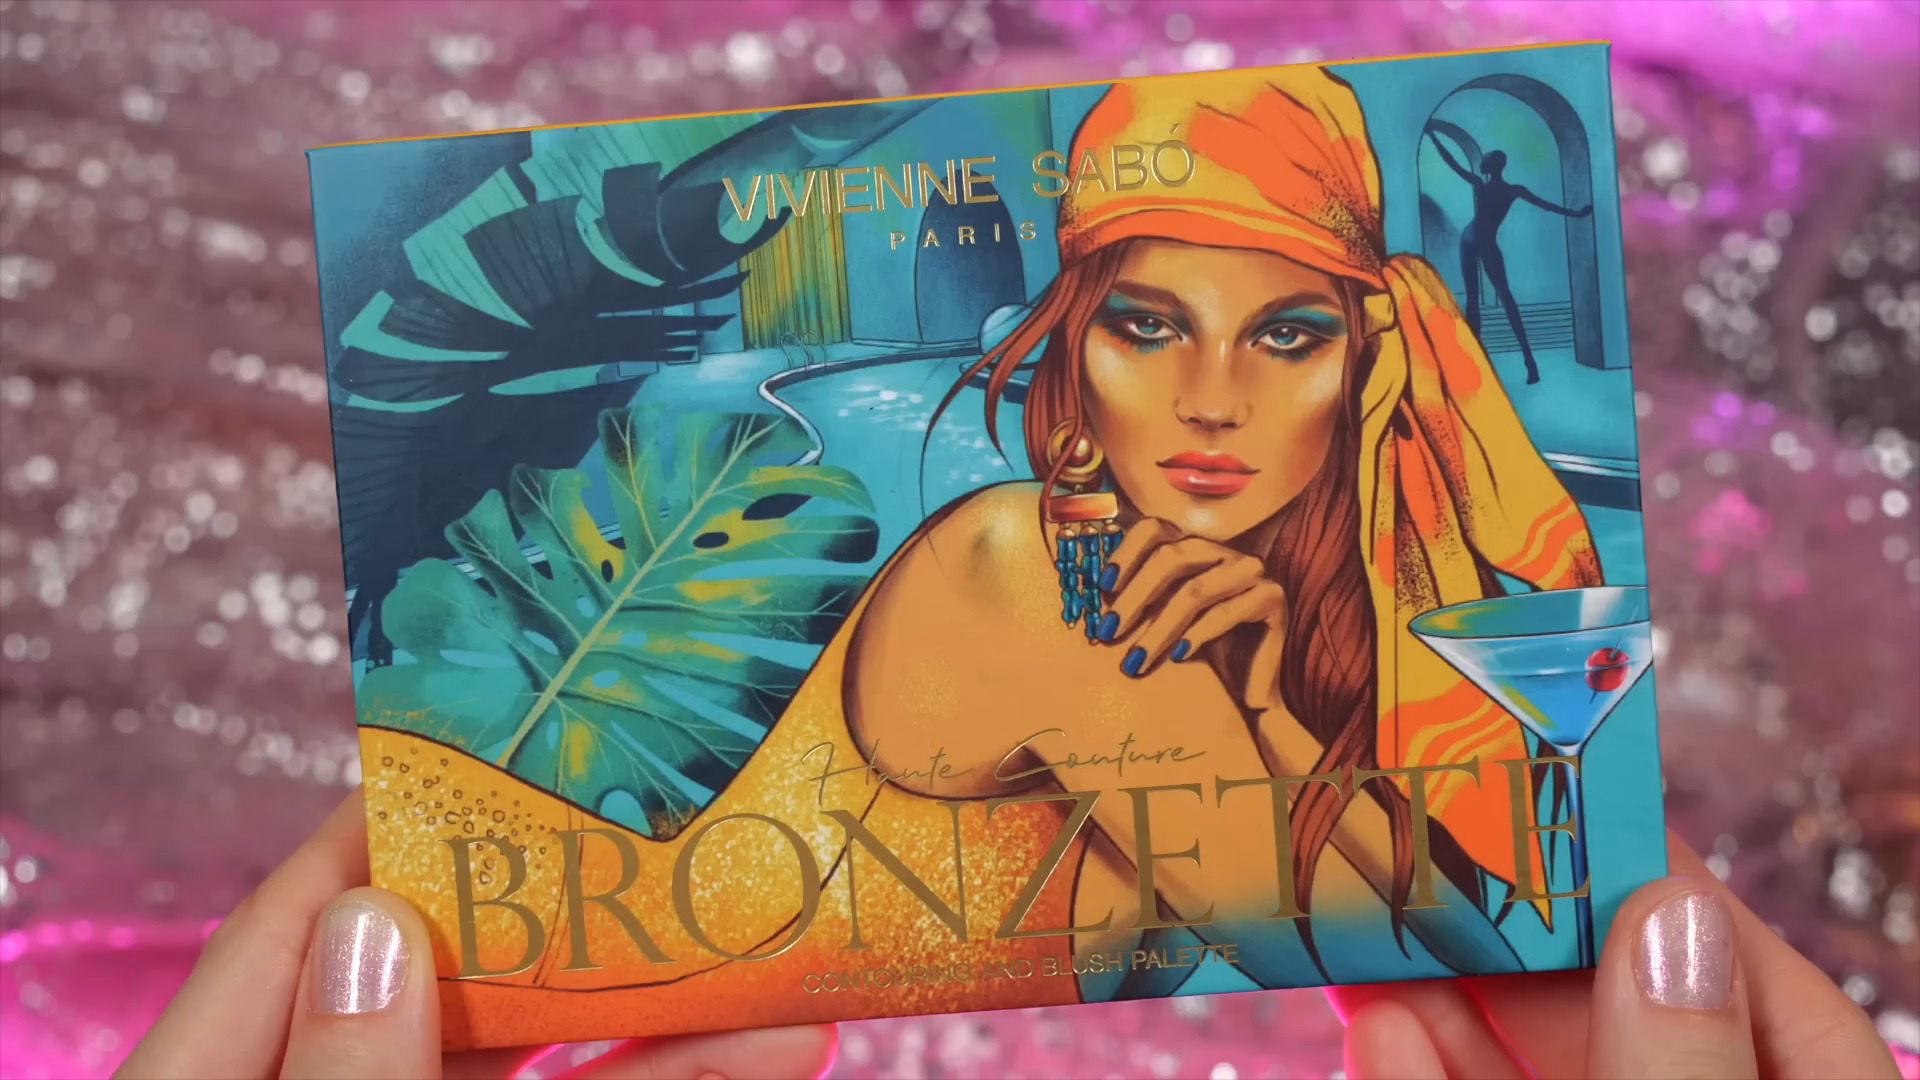 VIVIENNE SABÓ
PARIS
Haute Couture
BRONZETTE
CONTOURING AND BLUSH PALETTE